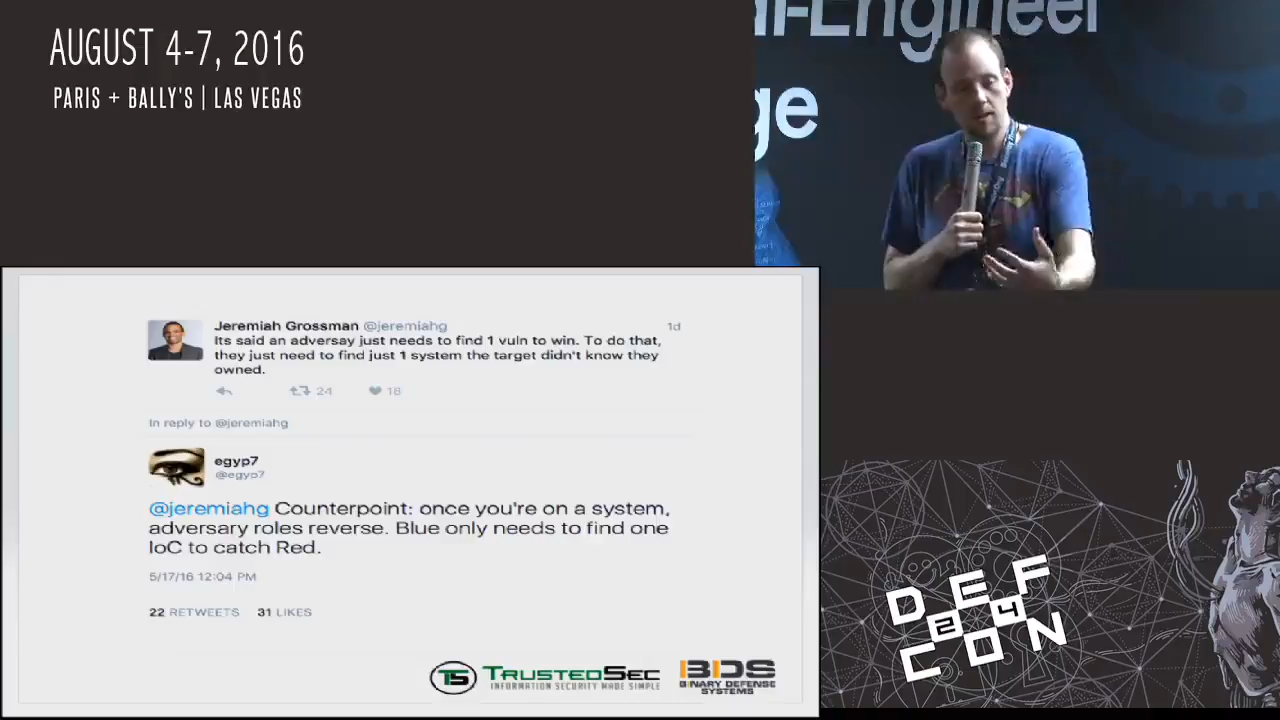 AUGUST 4-7, 2016
PARIS + BALLY'S | LAS VEGAS
al-Engineer
ge
Jeremiah Grossman @jeremiahg 1d
Its said an adversay just needs to find 1 vuln to win. To do that,
they just need to find just 1 system the target didn't know they
owned.
24 18
In reply to @jeremiahg
egyp7
@egyp7
@jeremiahg Counterpoint: once you're on a system,
adversary roles reverse. Blue only needs to find one
IoC to catch Red.
5/17/16 12:04 PM
22 RETWEETS 31 LIKES
TS TRUSTEDSEC
INFORMATION SECURITY MADE SIMPLE
BDS
BINARY DEFENSE
SYSTEMS
DEF
24
CON